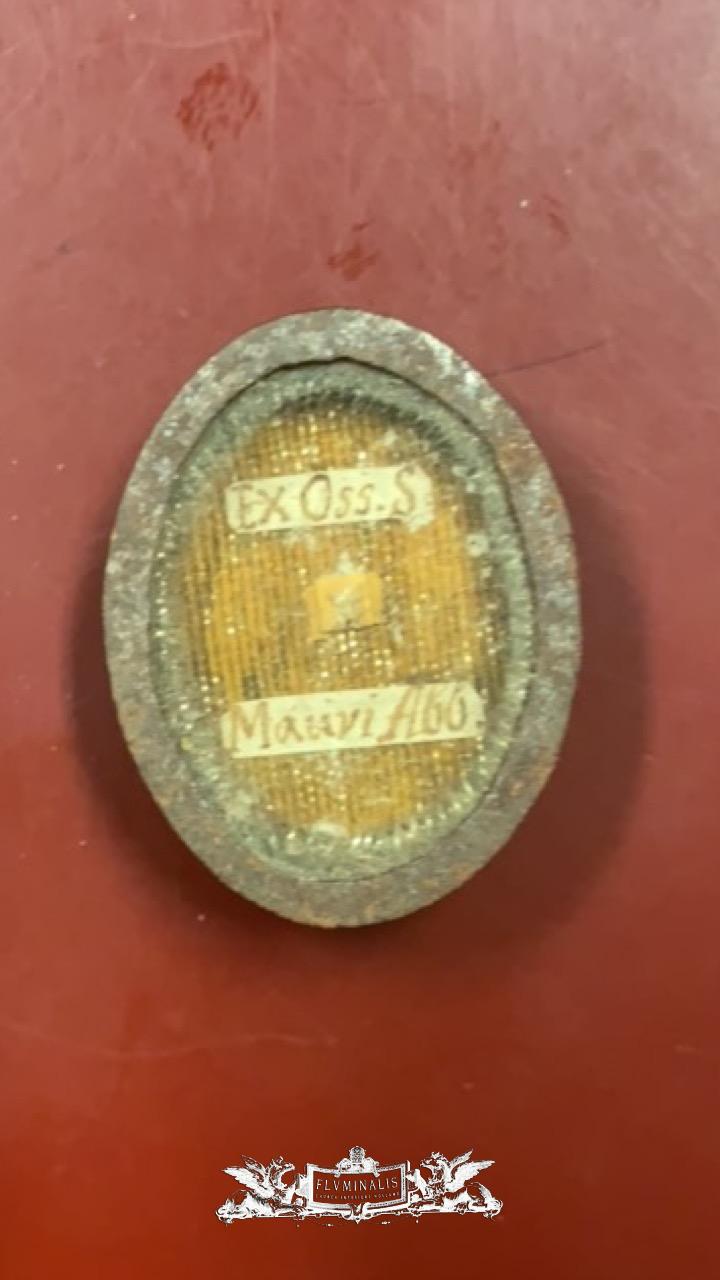 Ex Oss. S
Mauri Abb.
FLVMINALIS